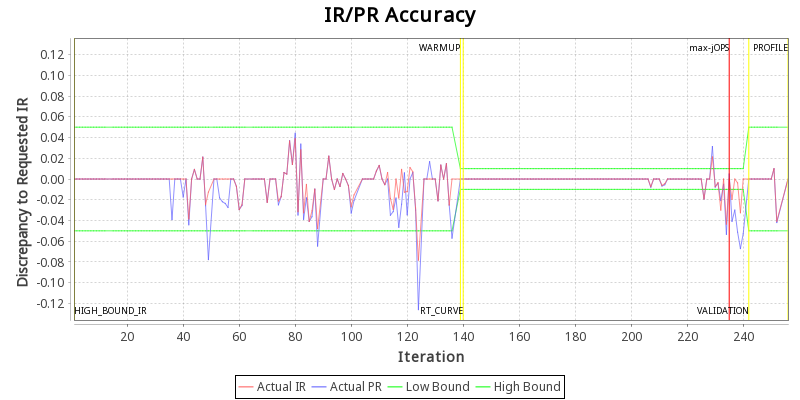 IR/PR Accuracy
WARMUP
max-jOPS
PROFILE
0.12
0.10
0.08
0.06
0.04
0.02
0.00
-0.02
-0.04
-0.06
-0.08
-0.10
-0.12
Discrepancy to Requested IR
HIGH_BOUND_IR
RT_CURVE
VALIDATION
20 40 60 80 100 120 140 160 180 200 220 240
Iteration
Actual IR Actual PR Low Bound High Bound